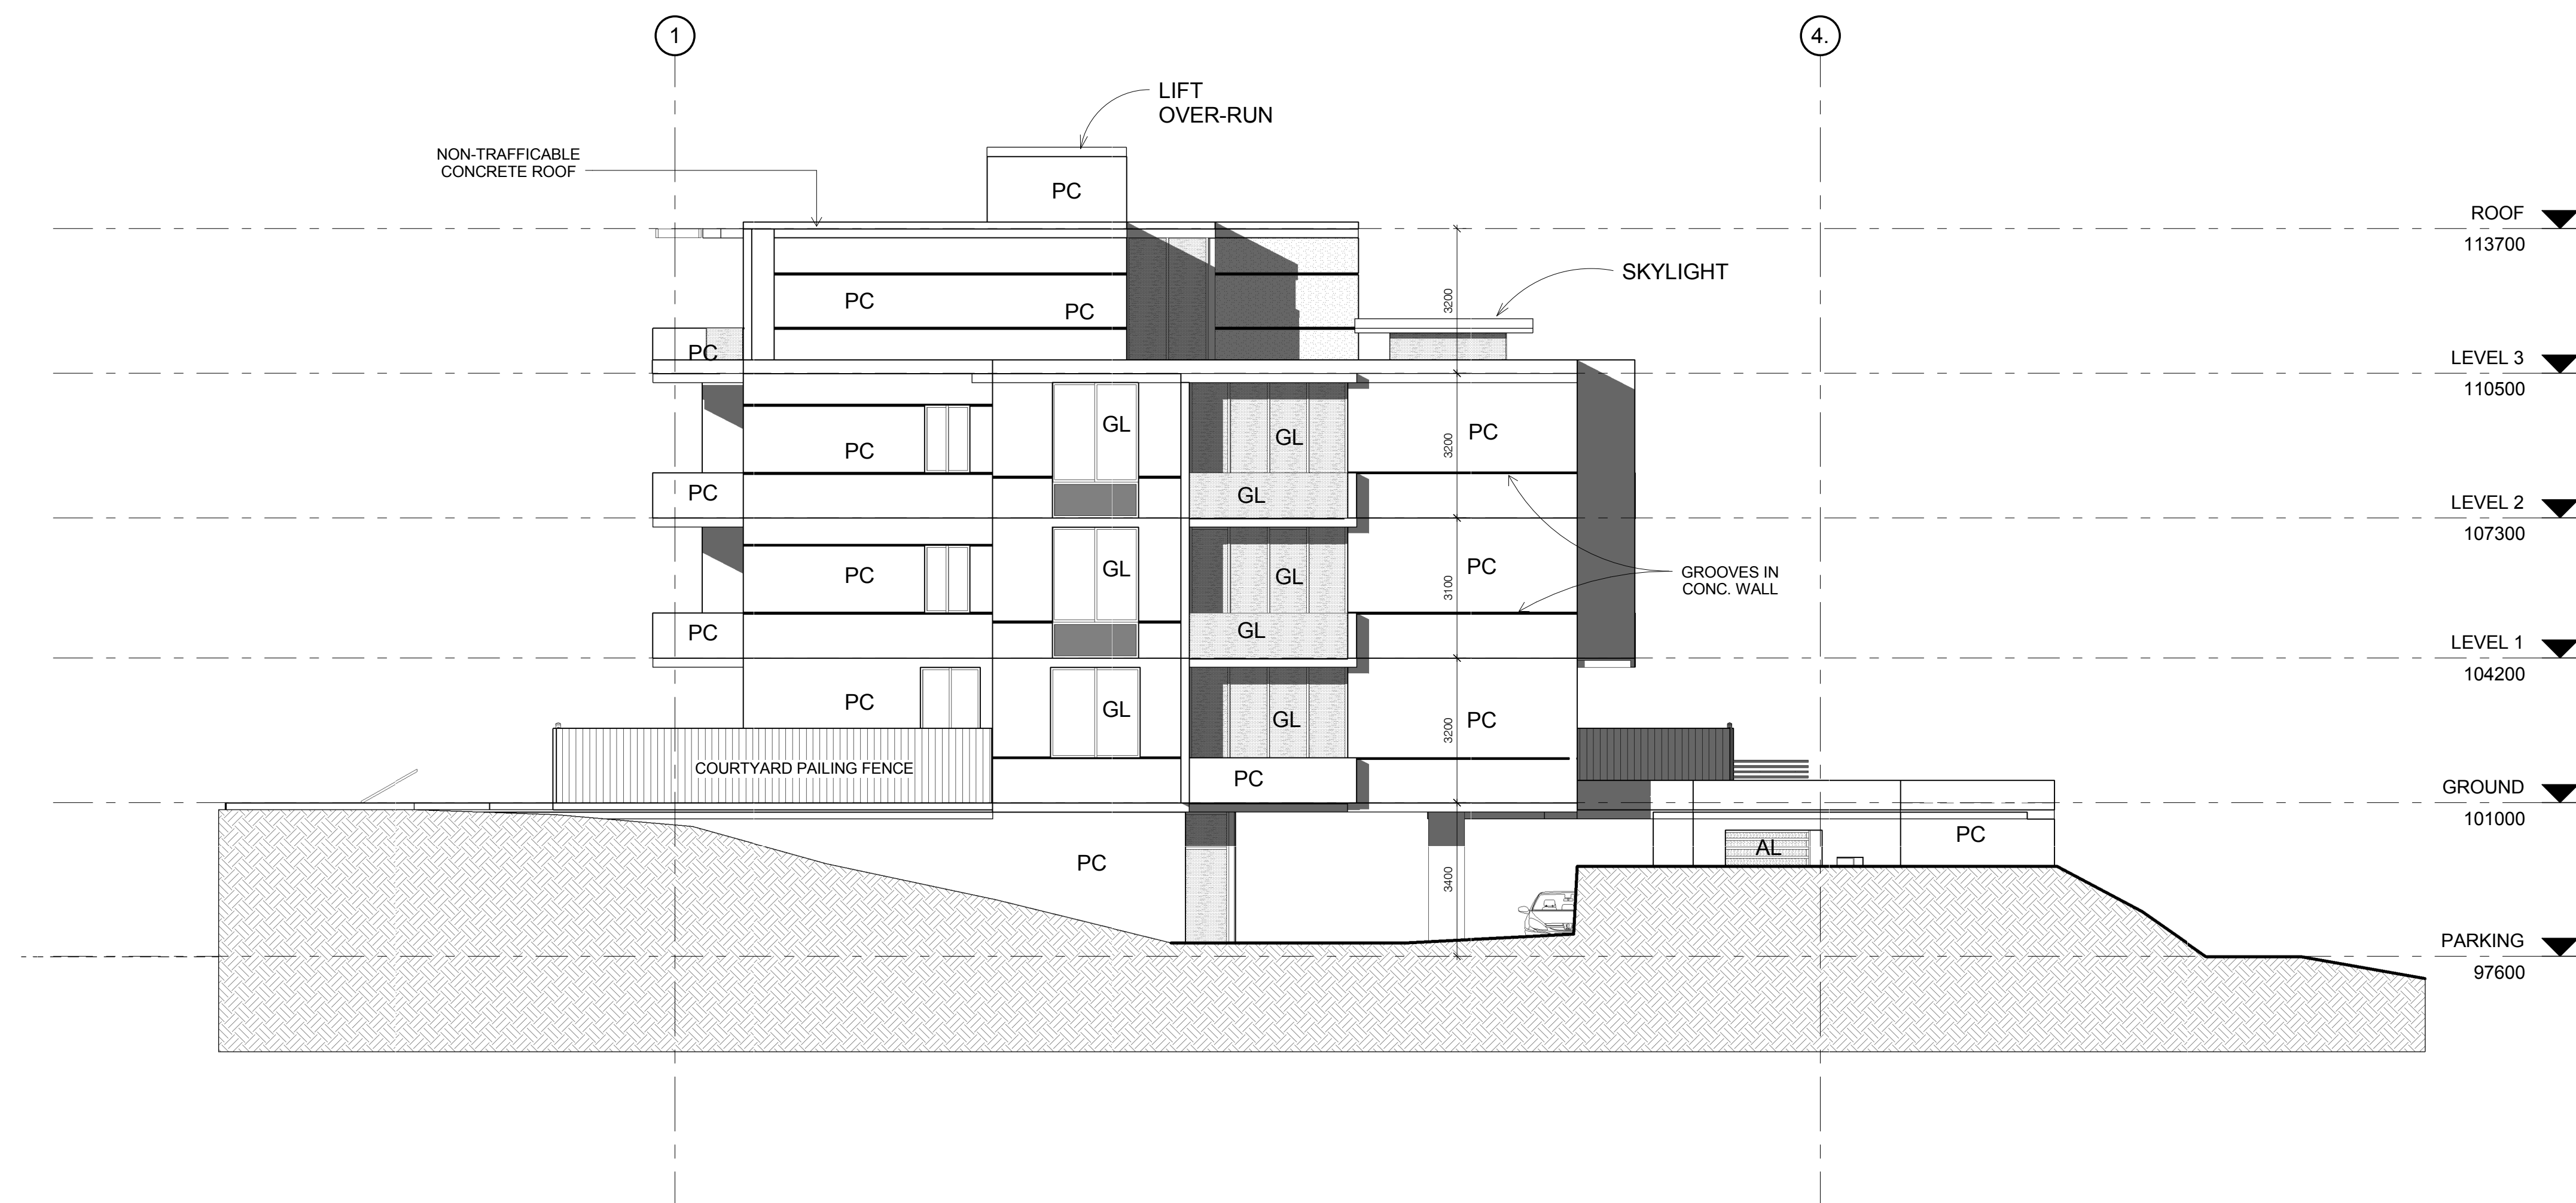 1
4.
LIFT
OVER-RUN
NON-TRAFFICABLE
CONCRETE ROOF
PC
ROOF
113700
SKYLIGHT
3200
PC
PC
PC
LEVEL 3
110500
GL
GL
PC
PC
3200
PC
GL
LEVEL 2
107300
GL
GL
PC
PC
3100
GROOVES IN
CONC. WALL
PC
GL
LEVEL 1
104200
PC
GL
GL
PC
3200
COURTYARD PAILING FENCE
PC
GROUND
101000
PC
AL
PC
3400
PARKING
97600